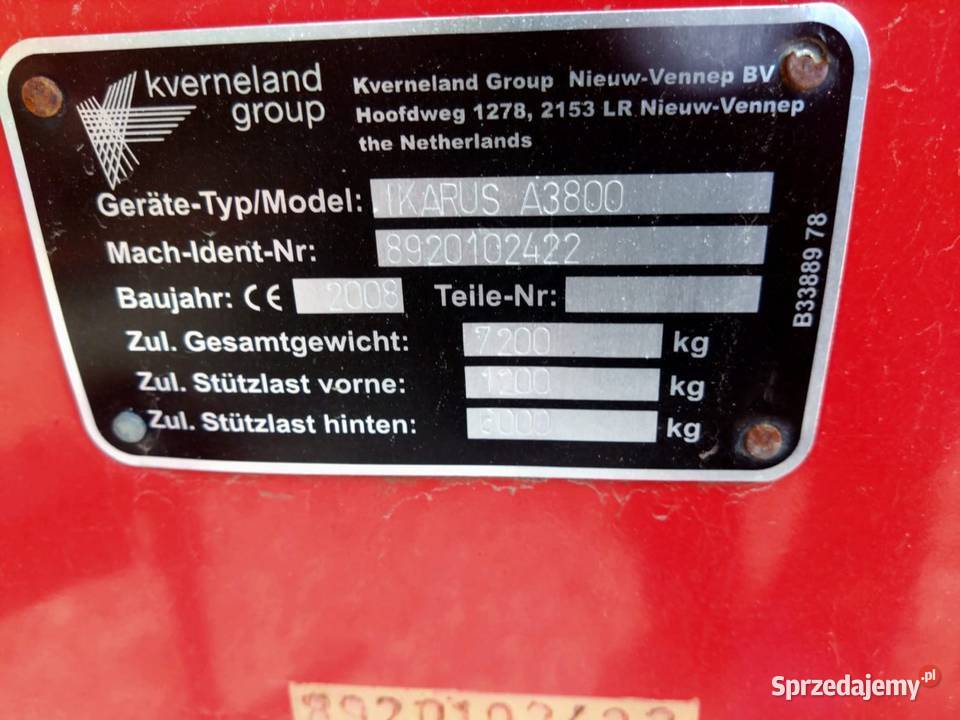 kverneland
group
Kverneland Group Nieuw-Vennep BV
Hoofdweg 1278, 2153 LR Nieuw-Vennep
the Netherlands
Geräte-Typ/Model: IKARUS A3800
Mach-Ident-Nr: 8920102422
Baujahr: CE 2008 Teile-Nr:
Zul. Gesamtgewicht: 7200 kg
Zul. Stützlast vorne: 1200 kg
Zul. Stützlast hinten: 6000 kg
B33889 78
8920102422
Sprzedajemy.pl